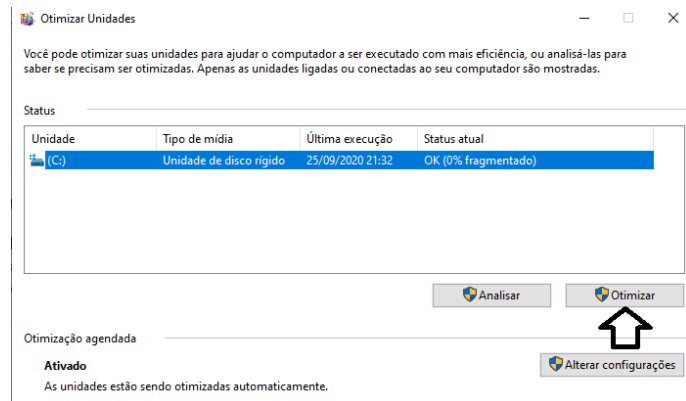 Otimizar Unidades
Você pode otimizar suas unidades para ajudar o computador a ser executado com mais eficiência, ou analisá-las para
saber se precisam ser otimizadas. Apenas as unidades ligadas ou conectadas ao seu computador são mostradas.
Status
Unidade Tipo de mídia Última execução Status atual
(C:) Unidade de disco rígido 25/09/2020 21:32 OK (0% fragmentado)
Analisar Otimizar
Otimização agendada
Ativado Alterar configurações
As unidades estão sendo otimizadas automaticamente.